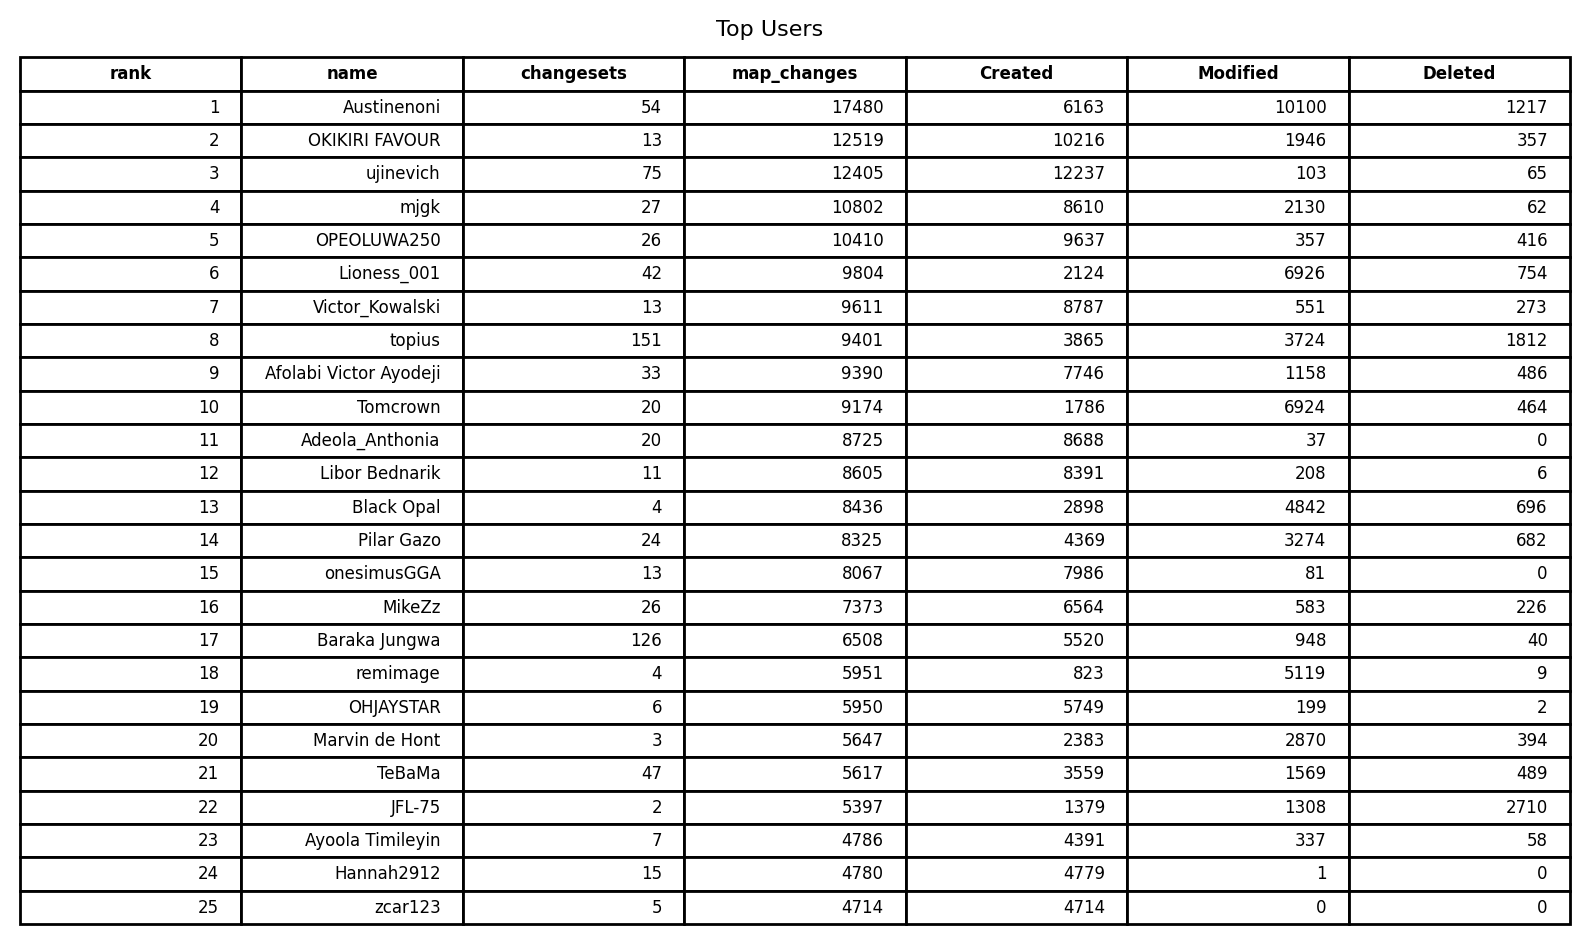 Top Users
rank name changesets map_changes Created Modified Deleted
1 Austinenoni 54 17480 6163 10100 1217
2 OKIKIRI FAVOUR 13 12519 10216 1946 357
3 ujinevich 75 12405 12237 103 65
4 mjgk 27 10802 8610 2130 62
5 OPEOLUWA250 26 10410 9637 357 416
6 Lioness_001 42 9804 2124 6926 754
7 Victor_Kowalski 13 9611 8787 551 273
8 topius 151 9401 3865 3724 1812
9 Afolabi Victor Ayodeji 33 9390 7746 1158 486
10 Tomcrown 20 9174 1786 6924 464
11 Adeola_Anthonia 20 8725 8688 37 0
12 Libor Bednarik 11 8605 8391 208 6
13 Black Opal 4 8436 2898 4842 696
14 Pilar Gazo 24 8325 4369 3274 682
15 onesimusGGA 13 8067 7986 81 0
16 MikeZz 26 7373 6564 583 226
17 Baraka Jungwa 126 6508 5520 948 40
18 remimage 4 5951 823 5119 9
19 OHJAYSTAR 6 5950 5749 199 2
20 Marvin de Hont 3 5647 2383 2870 394
21 TeBaMa 47 5617 3559 1569 489
22 JFL-75 2 5397 1379 1308 2710
23 Ayoola Timileyin 7 4786 4391 337 58
24 Hannah2912 15 4780 4779 1 0
25 zcar123 5 4714 4714 0 0